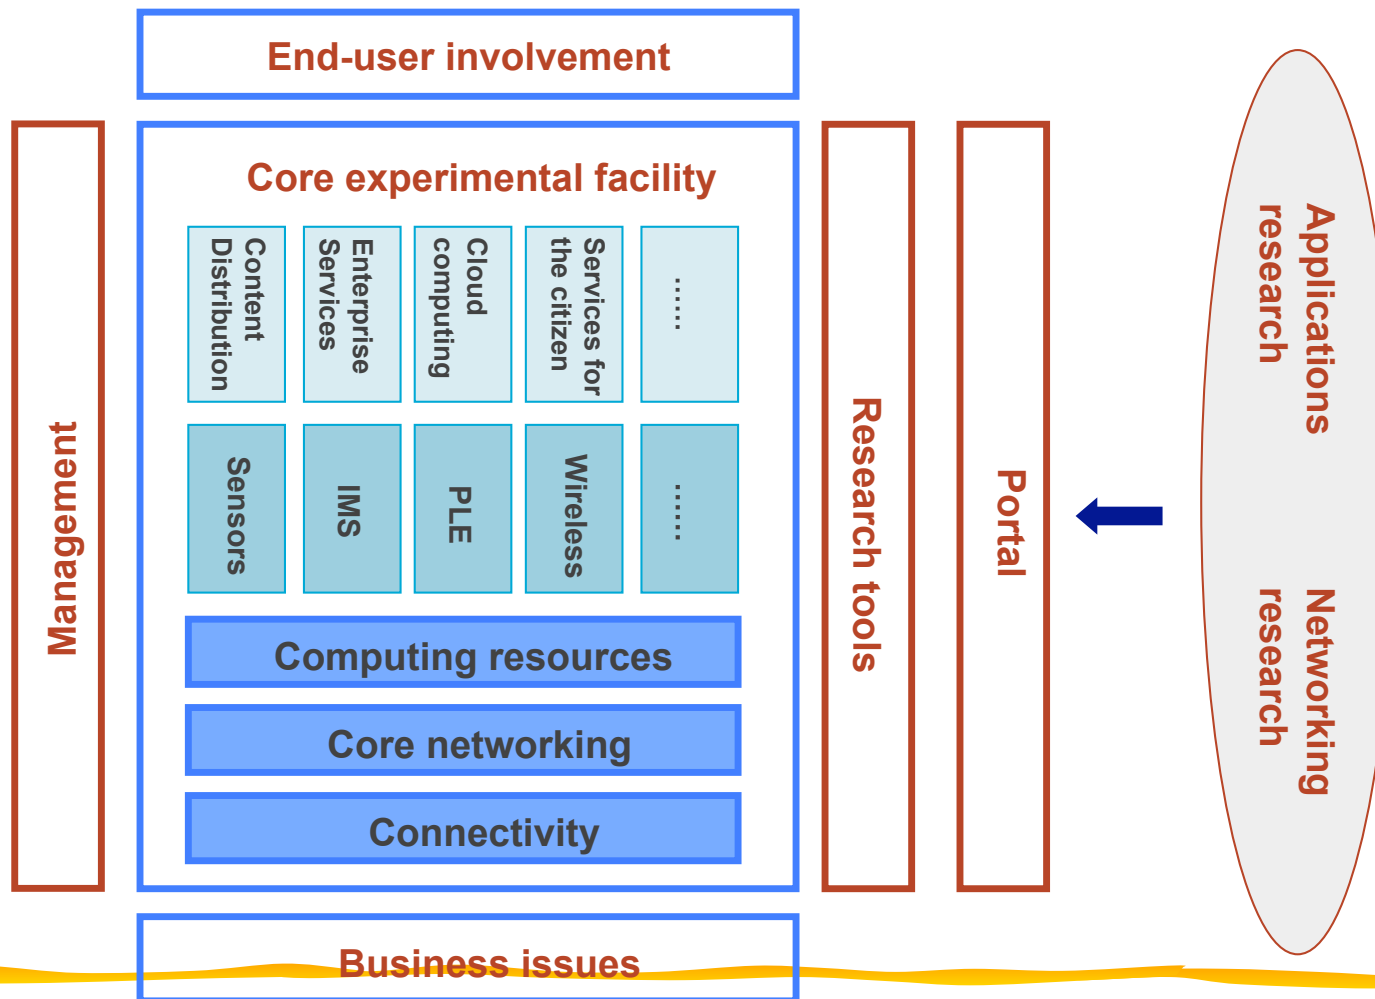 End-user involvement
Management
Core experimental facility
Content
Distribution
Enterprise
Services
Cloud
computing
Services for
the citizen
......
Sensors
IMS
PLE
Wireless
......
Computing resources
Core networking
Connectivity
Research tools
Portal
Applications
research
Networking
research
Business issues